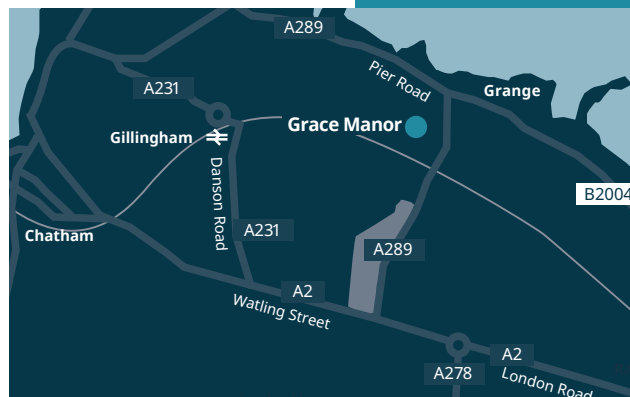 A289
Pier Road
A231
Grange
Grace Manor
Gillingham
Danson Road
B2004
A231
Chatham
A289
A2
Watling Street
A2
A278
London Road